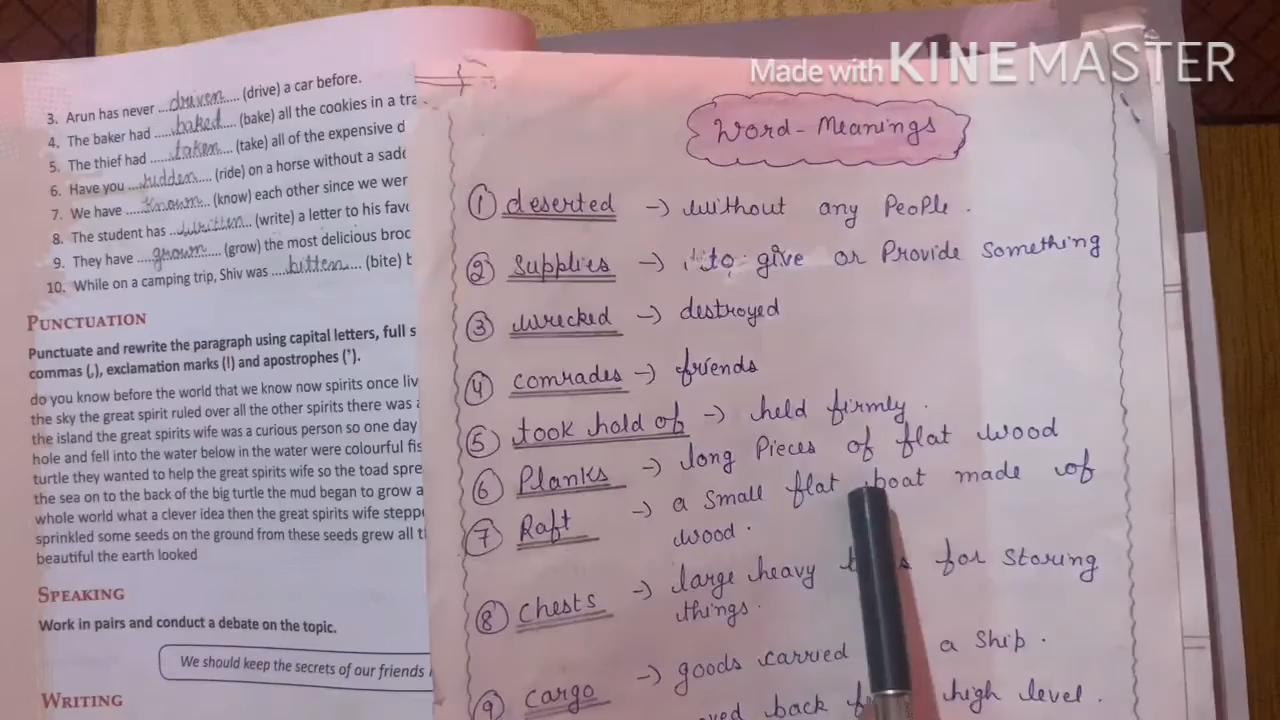 Made with KINEMASTER
3. Arun has never ...driven... (drive) a car before.
4. The baker had ...baked... (bake) all the cookies in a tra
5. The thief had ...taken... (take) all of the expensive d
6. Have you ...ridden... (ride) on a horse without a sadd
7. We have ...known... (know) each other since we wer
8. The student has ...written... (write) a letter to his favo
9. They have ...grown... (grow) the most delicious broc
10. While on a camping trip, Shiv was ...bitten... (bite) b
PUNCTUATION
Punctuate and rewrite the paragraph using capital letters, full s
commas (,), exclamation marks (!) and apostrophes (').
do you know before the world that we know now spirits once liv
the sky the great spirit ruled over all the other spirits there was a
the island the great spirits wife was a curious person so one day
hole and fell into the water below in the water were colourful fis
turtle they wanted to help the great spirits wife so the toad spre
the sea on to the back of the big turtle the mud began to grow a
whole world what a clever idea then the great spirits wife stepp
sprinkled some seeds on the ground from these seeds grew all t
beautiful the earth looked
SPEAKING
Work in pairs and conduct a debate on the topic.
We should keep the secrets of our friends
WRITING
Word-Meanings
1 deserted → without any People.
2 Supplies → to give or Provide Something
3 wrecked → destroyed
4 comrades → friends
5 took hold of → held firmly.
6 Planks → long Pieces of flat wood
7 Raft → a small flat boat made of
wood.
8 Chests → large heavy for storing
things.
9 cargo → goods carried a Ship.
back high level.